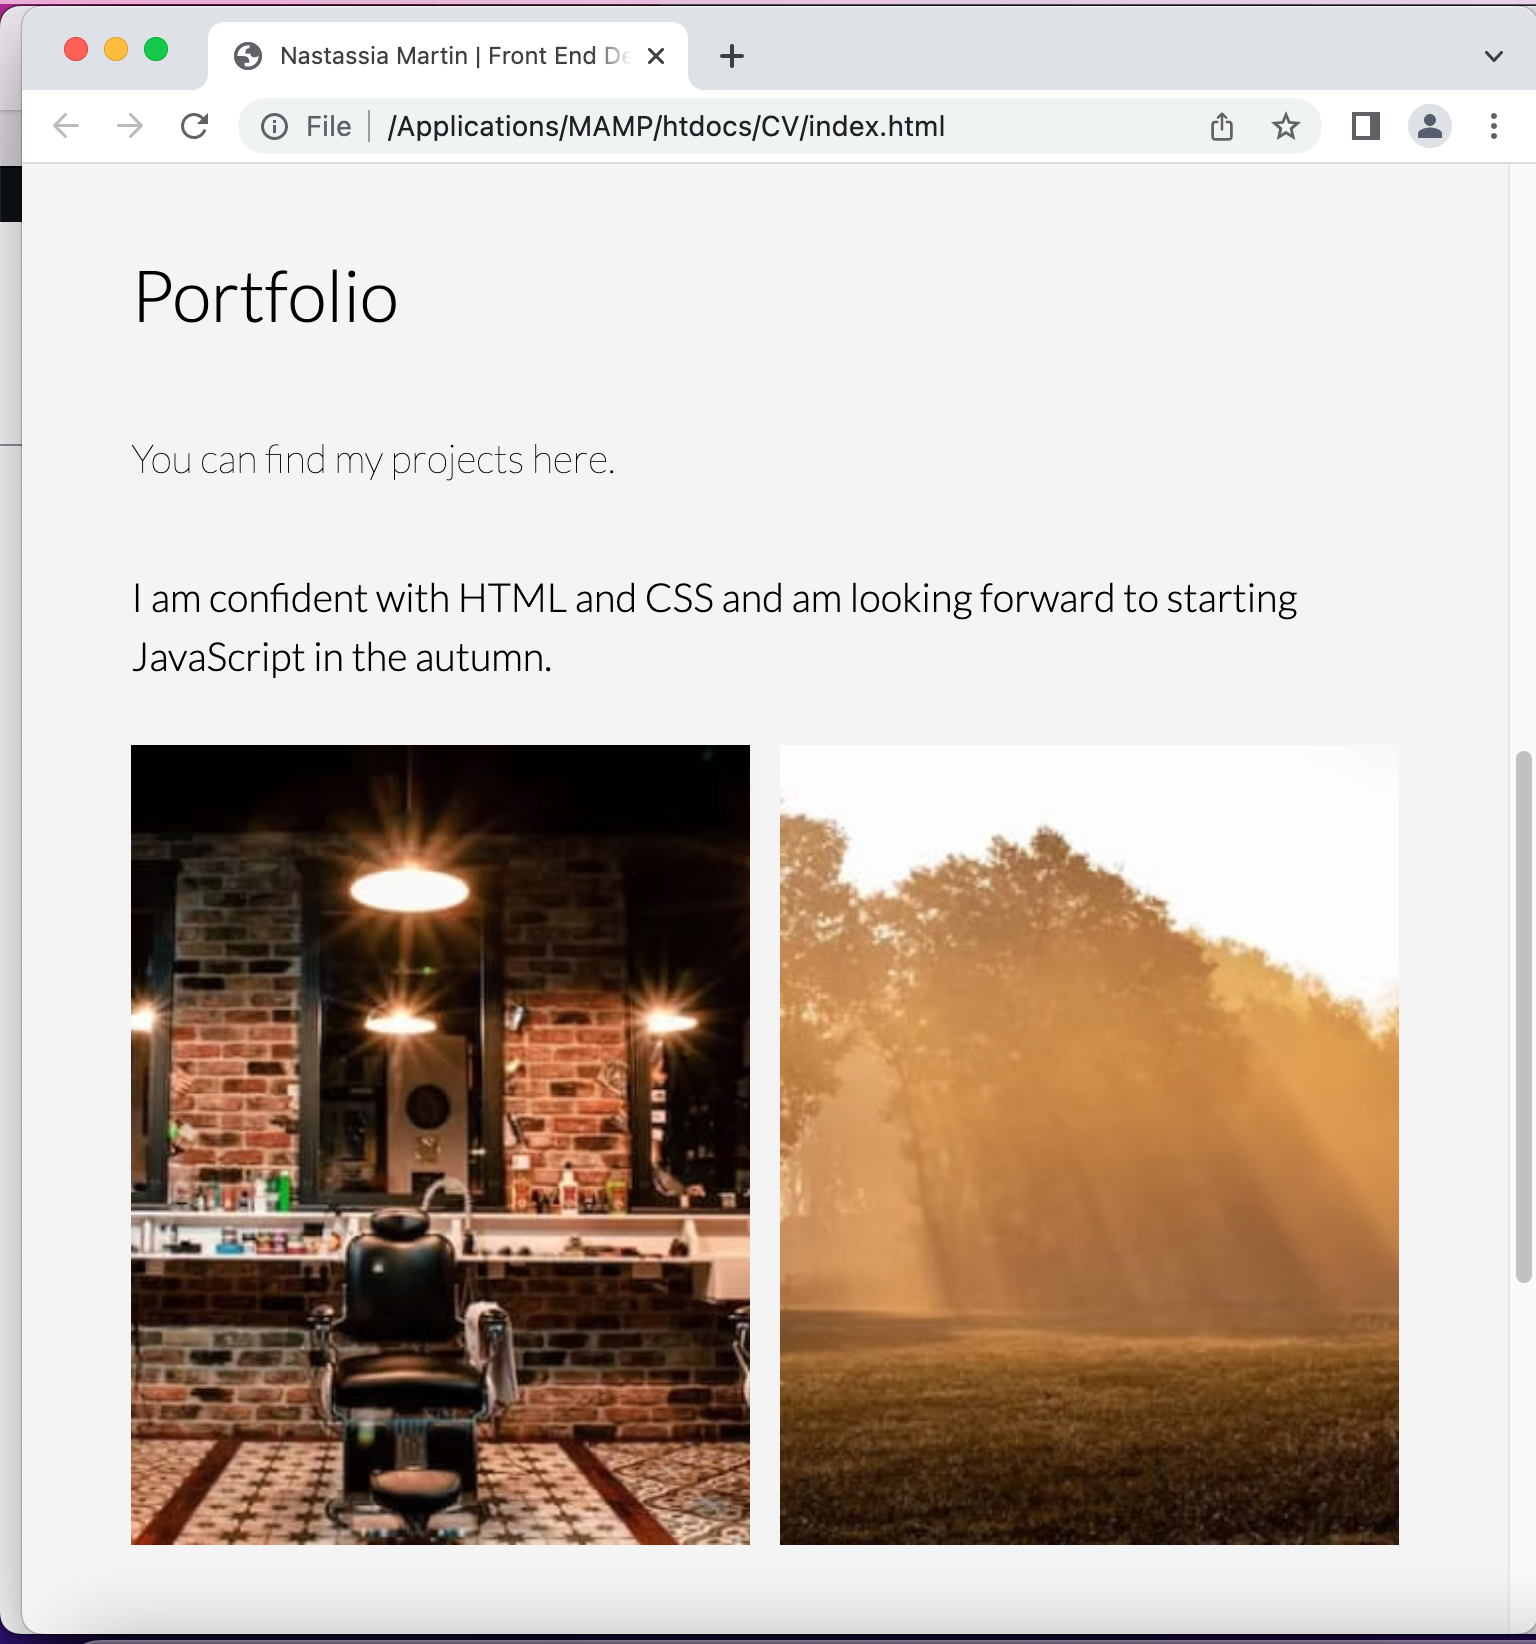 Nastassia Martin | Front End De
File | /Applications/MAMP/htdocs/CV/index.html
Portfolio
You can find my projects here.
I am confident with HTML and CSS and am looking forward to starting
JavaScript in the autumn.